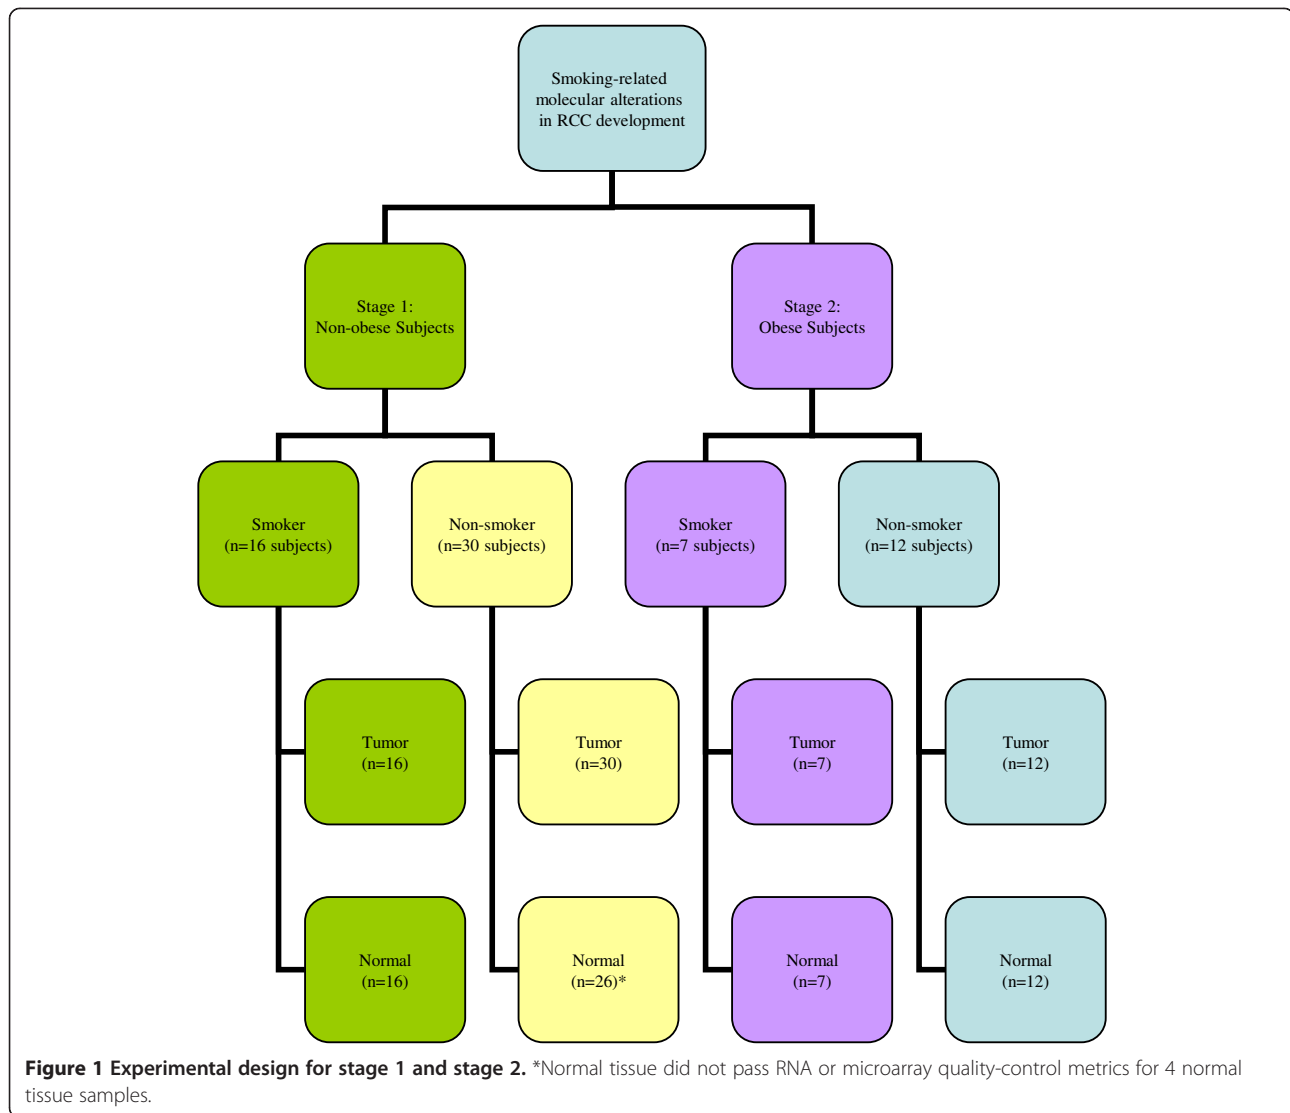 Smoking-related
molecular alterations
in RCC development
Stage 1:
Non-obese Subjects
Stage 2:
Obese Subjects
Smoker
(n=16 subjects)
Non-smoker
(n=30 subjects)
Smoker
(n=7 subjects)
Non-smoker
(n=12 subjects)
Tumor
(n=16)
Tumor
(n=30)
Tumor
(n=7)
Tumor
(n=12)
Normal
(n=16)
Normal
(n=26)*
Normal
(n=7)
Normal
(n=12)
Figure 1 Experimental design for stage 1 and stage 2. *Normal tissue did not pass RNA or microarray quality-control metrics for 4 normal
tissue samples.